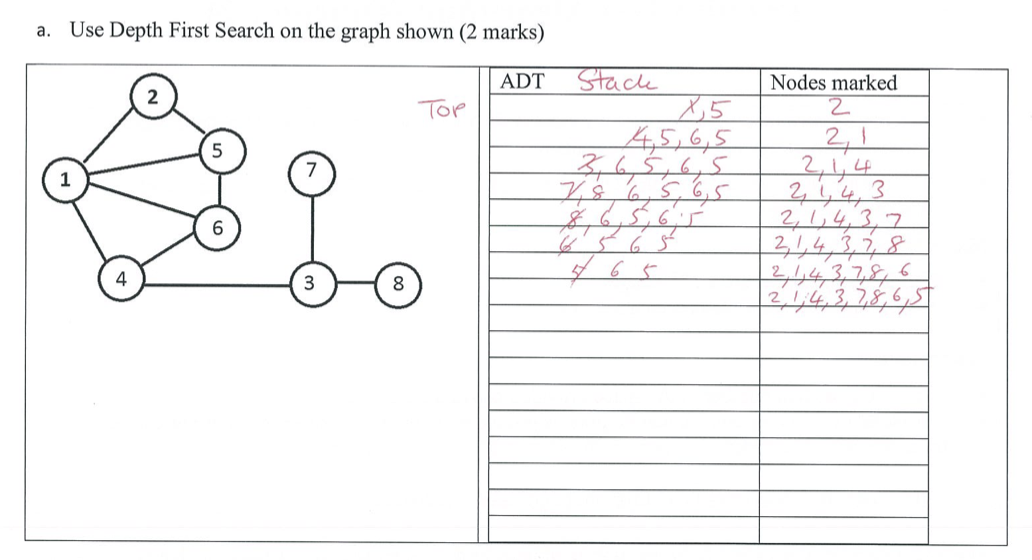 a. Use Depth First Search on the graph shown (2 marks)
ADT Stack Nodes marked
Top
1,5 2
4,5,6,5 2,1
3,6,5,6,5 2,1,4
7,8,6,5,6,5 2,1,4,3
8,6,5,6,5 2,1,4,3,7
6 5 6 5 2,1,4,3,7,8
5 6 5 2,1,4,3,7,8,6
2,1,4,3,7,8,6,5
2
5
7
1
6
4
3
8